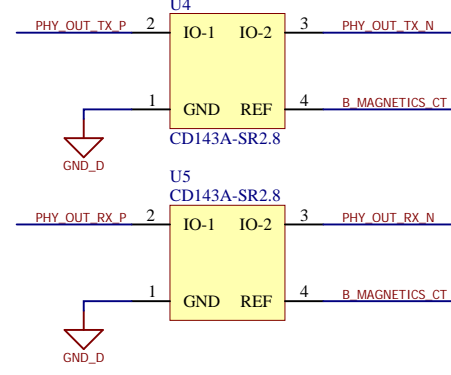 U4
PHY_OUT_TX_P 2 IO-1 IO-2 3 PHY_OUT_TX_N
1 GND REF 4 B_MAGNETICS_CT
CD143A-SR2.8
GND_D
U5
CD143A-SR2.8
PHY_OUT_RX_P 2 IO-1 IO-2 3 PHY_OUT_RX_N
1 GND REF 4 B_MAGNETICS_CT
GND_D